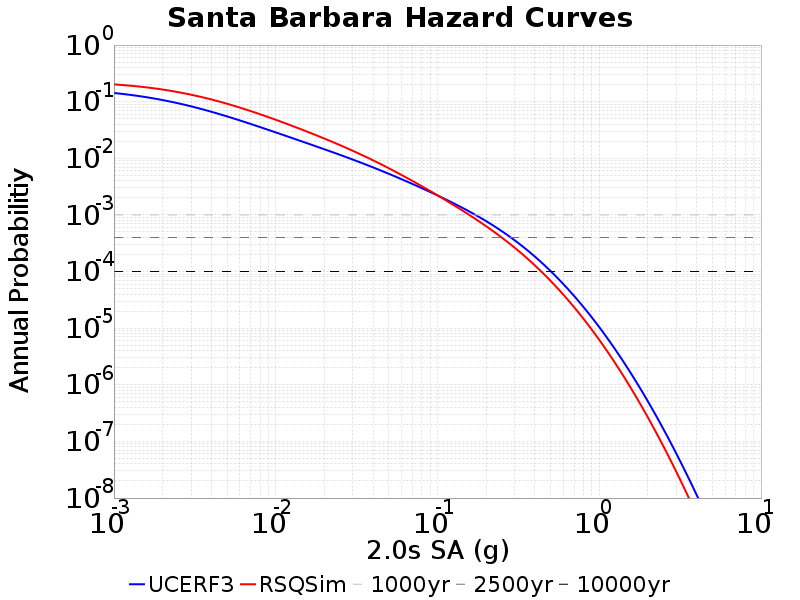 Santa Barbara Hazard Curves
Annual Probabilitiy
10^0
10^-1
10^-2
10^-3
10^-4
10^-5
10^-6
10^-7
10^-8
10^-3 10^-2 10^-1 10^0 10^1
2.0s SA (g)
UCERF3 RSQSim 1000yr 2500yr 10000yr